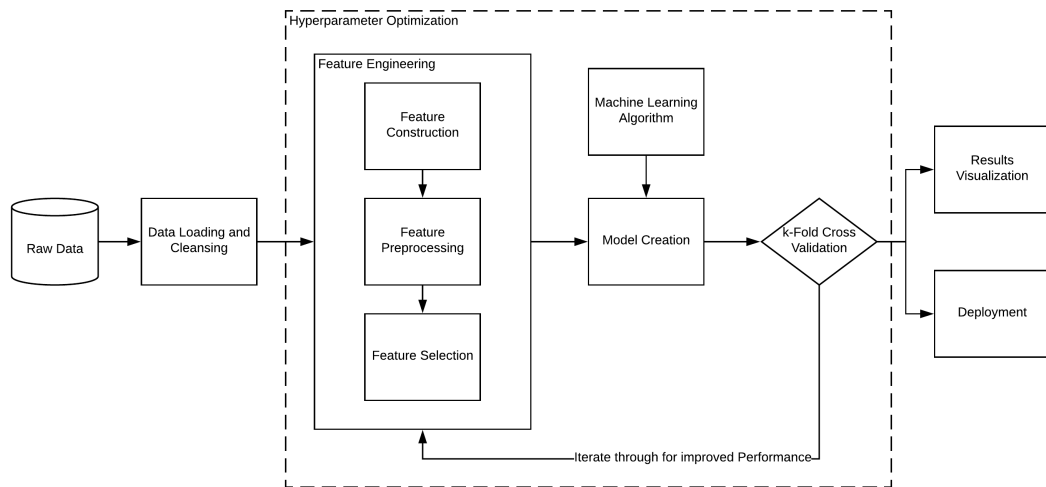 Hyperparameter Optimization
Feature Engineering
Feature
Construction
Machine Learning
Algorithm
Results
Visualization
Raw Data
Data Loading and
Cleansing
Feature
Preprocessing
Model Creation
k-Fold Cross
Validation
Deployment
Feature Selection
Iterate through for improved Performance